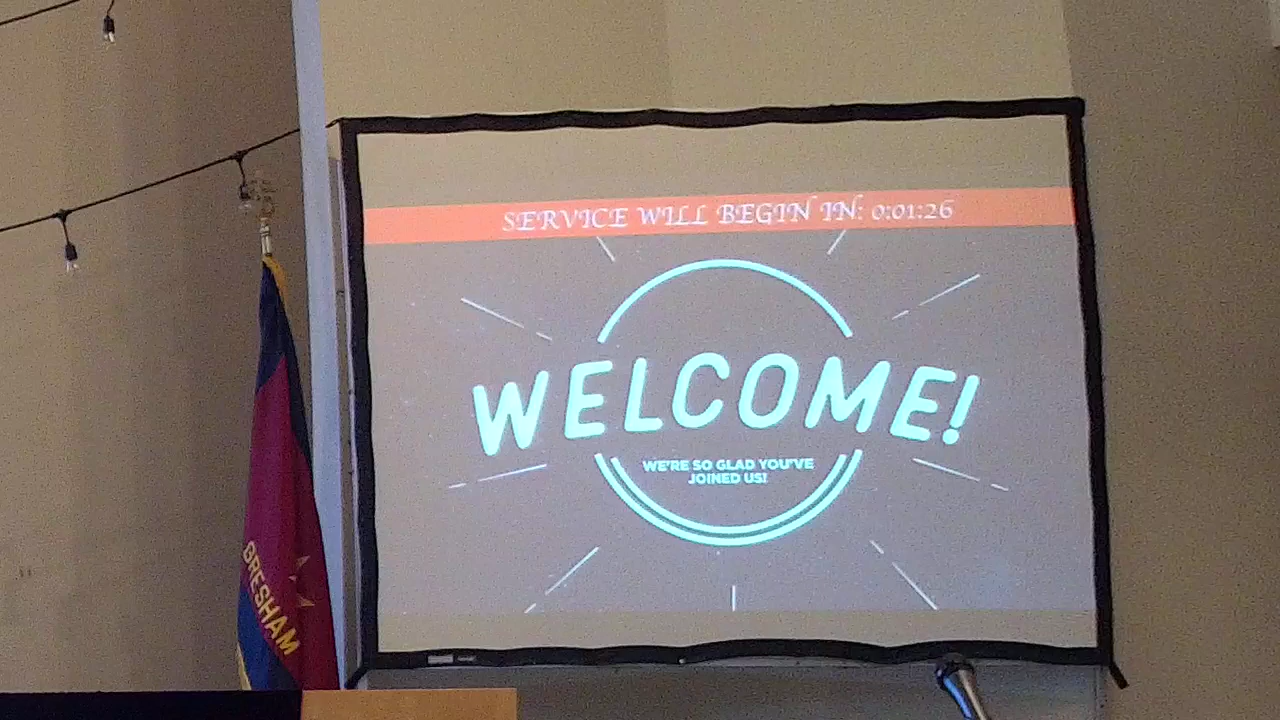 SERVICE WILL BEGIN IN: 0:01:26
WELCOME!
WE'RE SO GLAD YOU'VE
JOINED US!
GRESHAM